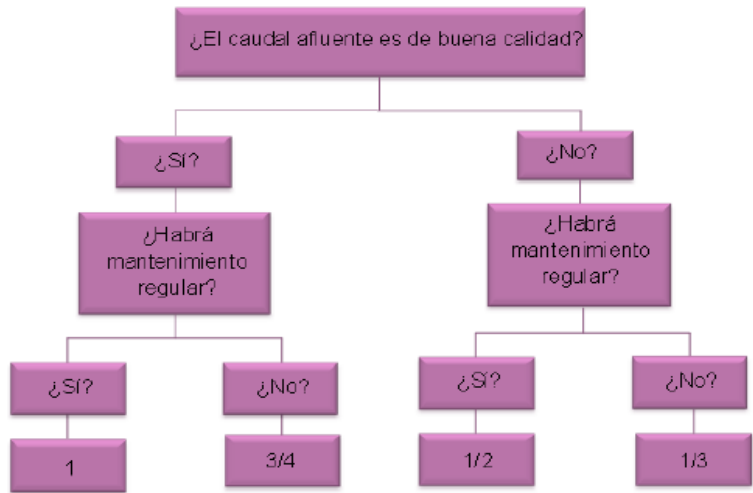 ¿El caudal afluente es de buena calidad?
¿Sí?
¿No?
¿Habrá
mantenimiento
regular?
¿Habrá
mantenimiento
regular?
¿Sí?
¿No?
¿Sí?
¿No?
1
3/4
1/2
1/3